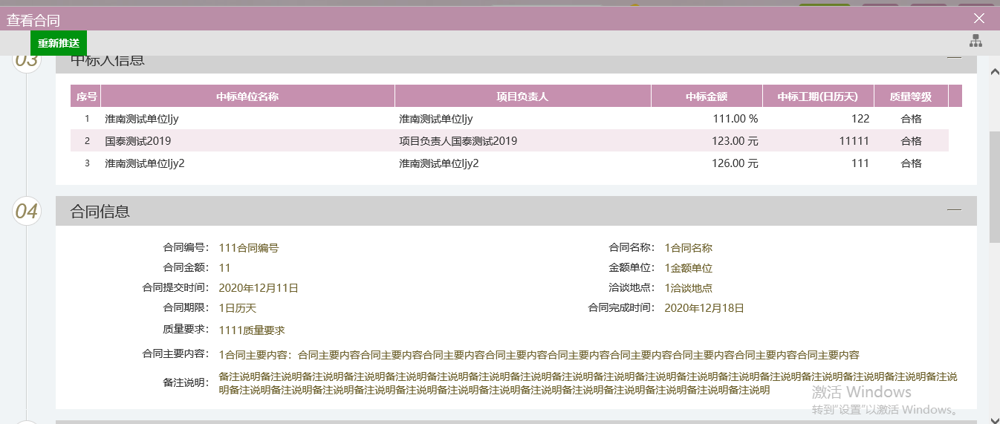 查看合同
重新推送
03 中标人信息
序号 中标单位名称 项目负责人 中标金额 中标工期(日历天) 质量等级
1 淮南测试单位ljy 淮南测试单位ljy 111.00 % 122 合格
2 国泰测试2019 项目负责人国泰测试2019 123.00 元 11111 合格
3 淮南测试单位ljy2 淮南测试单位ljy2 126.00 元 111 合格
04 合同信息
合同编号： 111合同编号 合同名称： 1合同名称
合同金额： 11 金额单位： 1金额单位
合同提交时间： 2020年12月11日 洽谈地点： 1洽谈地点
合同期限： 1日历天 合同完成时间： 2020年12月18日
质量要求： 1111质量要求
合同主要内容： 1合同主要内容：合同主要内容合同主要内容合同主要内容合同主要内容合同主要内容合同主要内容合同主要内容合同主要内容合同主要内容
备注说明： 备注说明备注说明备注说明备注说明备注说明备注说明备注说明备注说明备注说明备注说明备注说明备注说明备注说明备注说明备注说明备注说明备注说明备注说
明备注说明备注说明备注说明备注说明备注说明备注说明备注说明备注说明备注说明备注说明备注说明备注说明备注说明
激活 Windows
转到"设置"以激活 Windows。